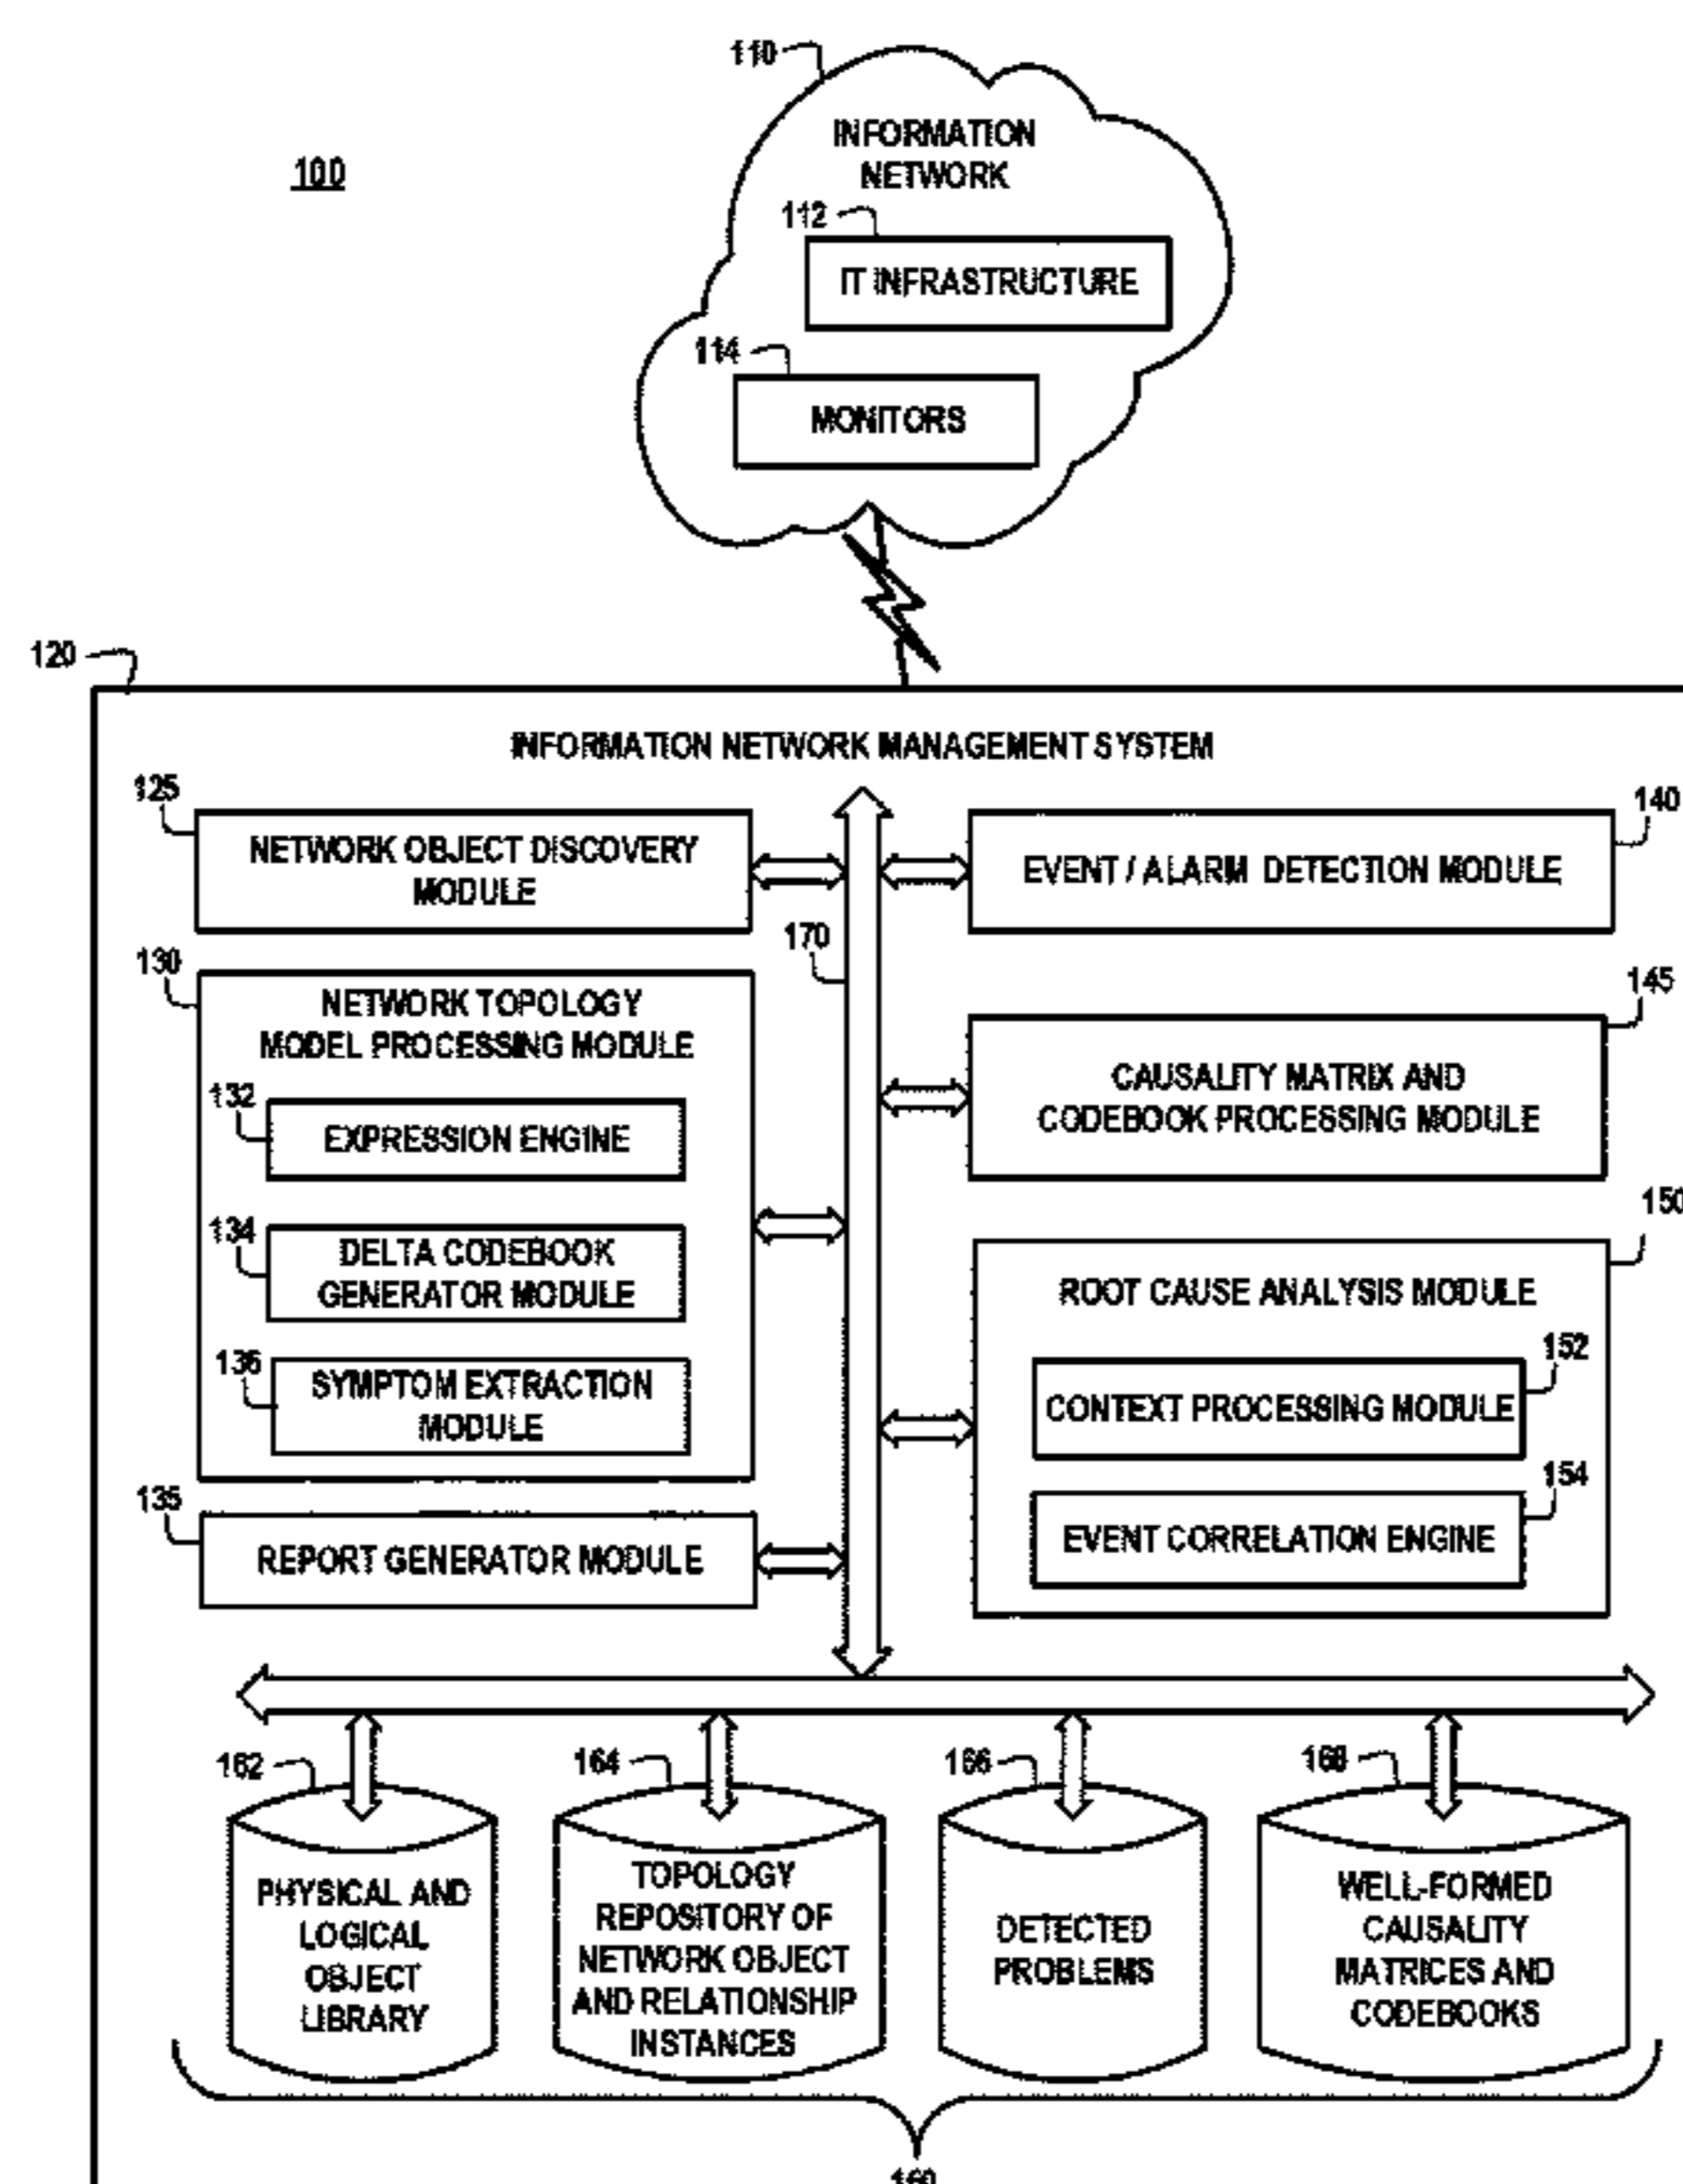 110
INFORMATION
NETWORK
100
112
IT INFRASTRUCTURE
114
MONITORS
120
INFORMATION NETWORK MANAGEMENT SYSTEM
125
NETWORK OBJECT DISCOVERY
MODULE
140
EVENT / ALARM DETECTION MODULE
170
130
NETWORK TOPOLOGY
MODEL PROCESSING MODULE
145
CAUSALITY MATRIX AND
CODEBOOK PROCESSING MODULE
132
EXPRESSION ENGINE
134
DELTA CODEBOOK
GENERATOR MODULE
136
SYMPTOM EXTRACTION
MODULE
150
ROOT CAUSE ANALYSIS MODULE
152
CONTEXT PROCESSING MODULE
154
EVENT CORRELATION ENGINE
135
REPORT GENERATOR MODULE
162
PHYSICAL AND
LOGICAL
OBJECT
LIBRARY
164
TOPOLOGY
REPOSITORY OF
NETWORK OBJECT
AND RELATIONSHIP
INSTANCES
166
DETECTED
PROBLEMS
168
WELL-FORMED
CAUSALITY
MATRICES AND
CODEBOOKS
160